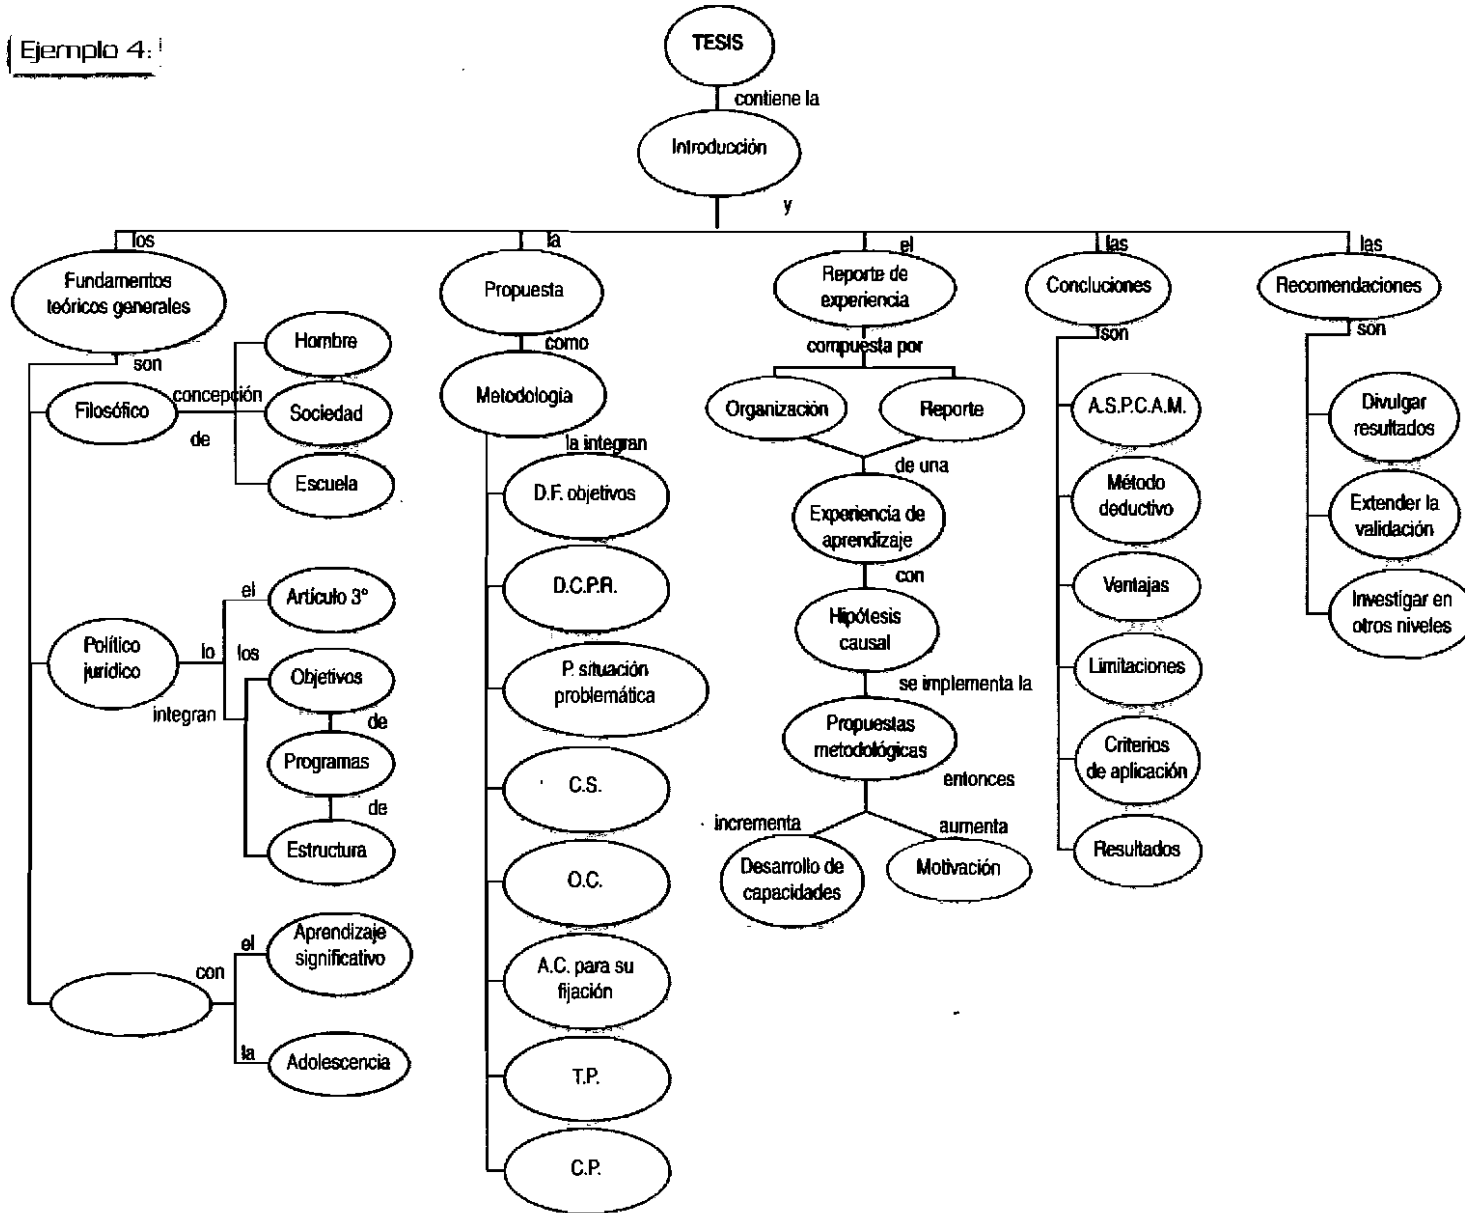 Ejemplo 4:
TESIS
contiene la
Introducción
y
los
Fundamentos
teóricos generales
son
Filosófico
concepción
de
Hombre
Sociedad
Escuela
Político
jurídico
lo
integran
el
Artículo 3°
los
Objetivos
de
Programas
de
Estructura
con
el
Aprendizaje
significativo
la
Adolescencia
la
Propuesta
como
Metodología
la integran
D.F. objetivos
D.C.P.R.
P. situación
problemática
C.S.
O.C.
A.C. para su
fijación
T.P.
C.P.
el
Reporte de
experiencia
compuesta por
Organización
Reporte
de una
Experiencia de
aprendizaje
con
Hipótesis
causal
se implementa la
Propuestas
metodológicas
entonces
incrementa
Desarrollo de
capacidades
aumenta
Motivación
las
Concluciones
son
A.S.P.C.A.M.
Método
deductivo
Ventajas
Limitaciones
Criterios
de aplicación
Resultados
las
Recomendaciones
son
Divulgar
resultados
Extender la
validación
Investigar en
otros niveles